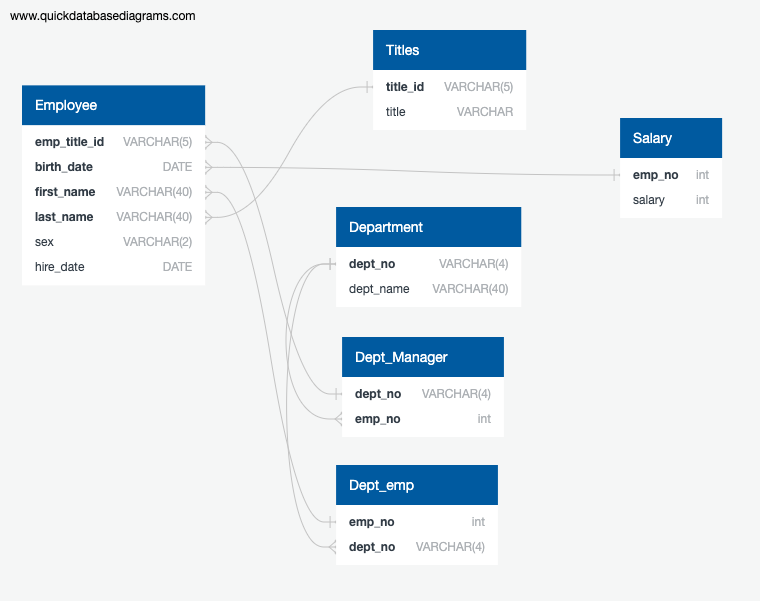 www.quickdatabasediagrams.com
Titles
title_id VARCHAR(5)
title VARCHAR
Employee
emp_title_id VARCHAR(5)
birth_date DATE
first_name VARCHAR(40)
last_name VARCHAR(40)
sex VARCHAR(2)
hire_date DATE
Salary
emp_no int
salary int
Department
dept_no VARCHAR(4)
dept_name VARCHAR(40)
Dept_Manager
dept_no VARCHAR(4)
emp_no int
Dept_emp
emp_no int
dept_no VARCHAR(4)